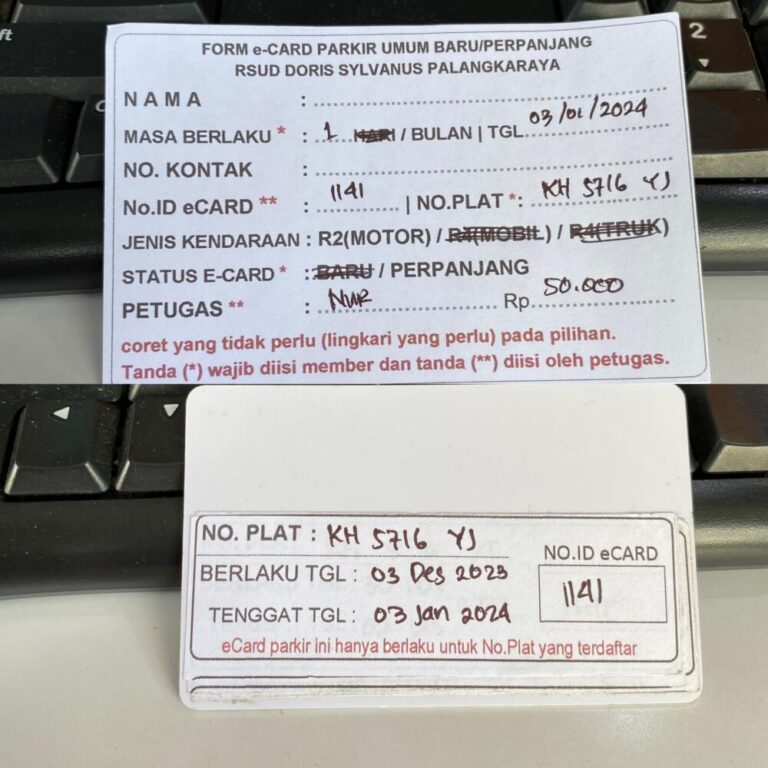 FORM e-CARD PARKIR UMUM BARU/PERPANJANG
RSUD DORIS SYLVANUS PALANGKARAYA
N A M A :
MASA BERLAKU * : 1 HARI / BULAN | TGL. 03/01/2024
NO. KONTAK :
No.ID eCARD ** : 1141 | NO.PLAT *: KH 5716 YJ
JENIS KENDARAAN : R2(MOTOR) / R4(MOBIL) / R4(TRUK)
STATUS E-CARD * : BARU / PERPANJANG
PETUGAS ** : NUR Rp. 50.000
coret yang tidak perlu (lingkari yang perlu) pada pilihan.
Tanda (*) wajib diisi member dan tanda (**) diisi oleh petugas.
2
NO. PLAT : KH 5716 YJ
NO.ID eCARD
BERLAKU TGL : 03 Des 2023
1141
TENGGAT TGL : 03 Jan 2024
eCard parkir ini hanya berlaku untuk No.Plat yang terdaftar